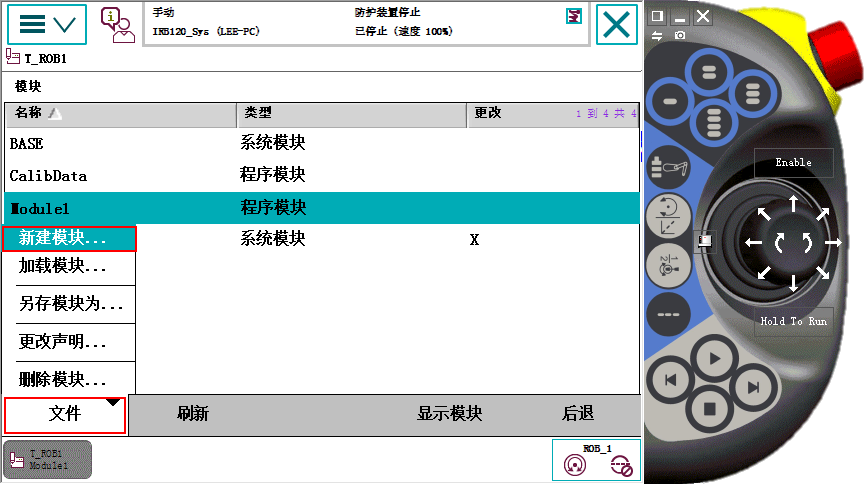 手动
防护装置停止
IRB120_Sys (LEE-PC)
已停止 (速度 100%)
T_ROB1
模块
名称 类型 更改 1 到 4 共 4
BASE 系统模块
CalibData 程序模块
Module1 程序模块
新建模块... 系统模块 X
加载模块...
另存模块为...
更改声明...
删除模块...
文件 刷新 显示模块 后退
T_ROB1
Module1
ROB_1
Enable
Hold To Run